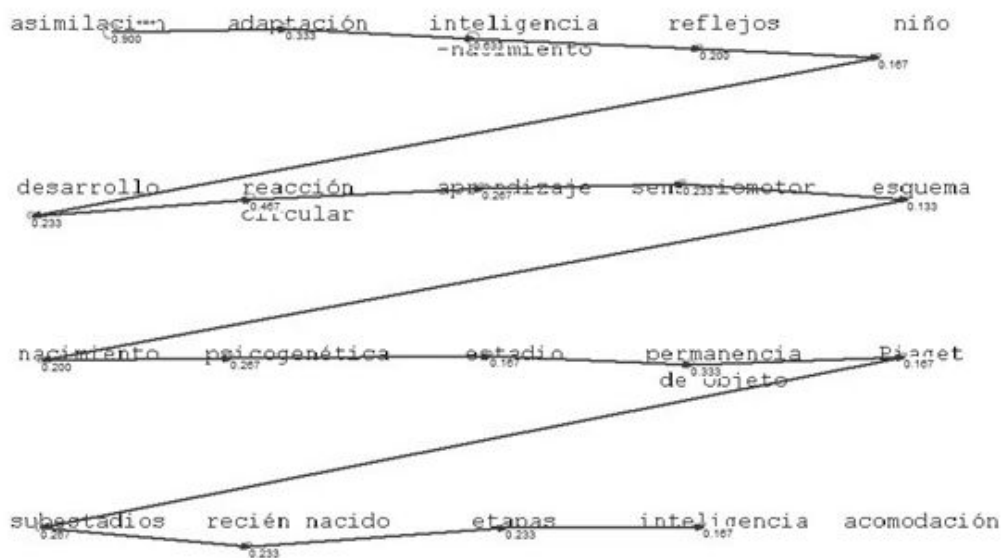 asimilación adaptación inteligencia reflejos niño
0.900 0.333 0.633 0.200 0.167
-nacimiento
desarrollo reacción aprendizaje sensoriomotor esquema
0.233 0.467 0.267 0.233 0.133
circular
nacimiento psicogenética estadio permanencia Piaget
0.200 0.267 0.167 0.333 0.167
de objeto
subestadios recién nacido etapas inteligencia acomodación
0.267 0.233 0.233 0.167